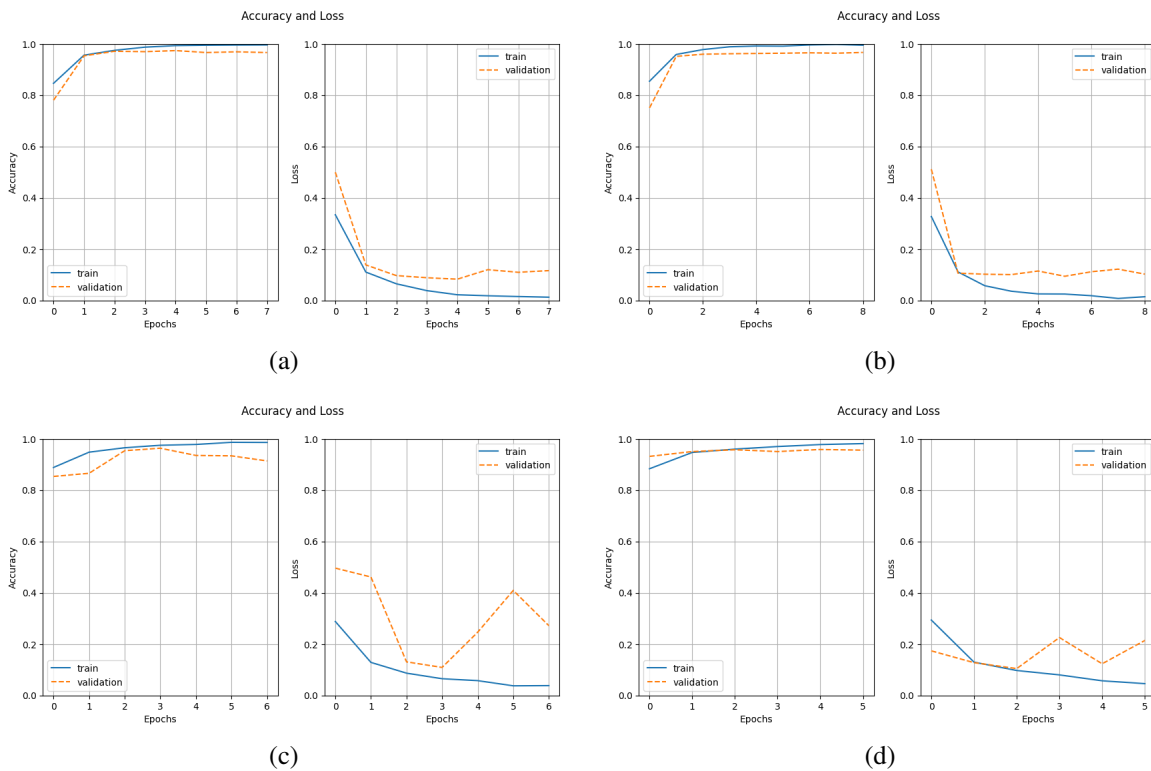 Accuracy and Loss
Accuracy
1.0
0.8
0.6
0.4
0.2
0.0
train
validation
0 1 2 3 4 5 6 7
Epochs
Loss
1.0
0.8
0.6
0.4
0.2
0.0
train
validation
0 1 2 3 4 5 6 7
Epochs
(a)
Accuracy and Loss
Accuracy
1.0
0.8
0.6
0.4
0.2
0.0
train
validation
0 2 4 6 8
Epochs
Loss
1.0
0.8
0.6
0.4
0.2
0.0
train
validation
0 2 4 6 8
Epochs
(b)
Accuracy and Loss
Accuracy
1.0
0.8
0.6
0.4
0.2
0.0
train
validation
0 1 2 3 4 5 6
Epochs
Loss
1.0
0.8
0.6
0.4
0.2
0.0
train
validation
0 1 2 3 4 5 6
Epochs
(c)
Accuracy and Loss
Accuracy
1.0
0.8
0.6
0.4
0.2
0.0
train
validation
0 1 2 3 4 5
Epochs
Loss
1.0
0.8
0.6
0.4
0.2
0.0
train
validation
0 1 2 3 4 5
Epochs
(d)